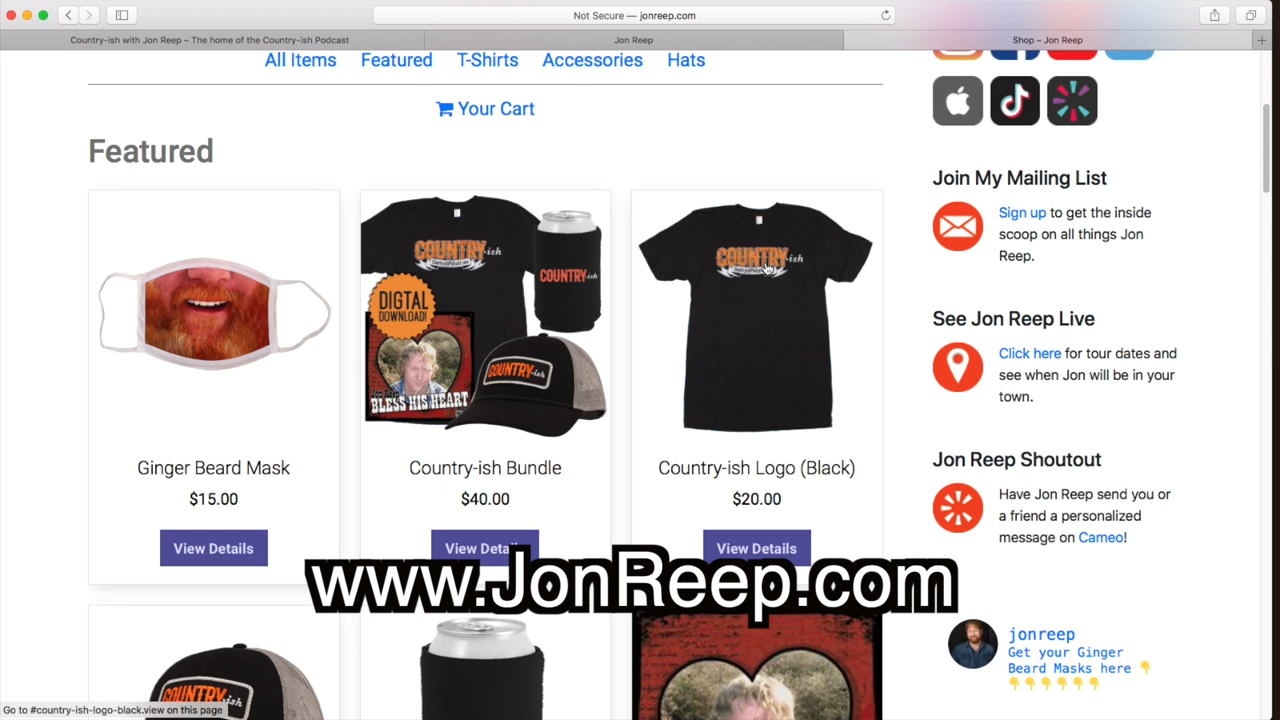 Not Secure — jonreep.com
Country-ish with Jon Reep – The home of the Country-ish Podcast
Jon Reep
Shop – Jon Reep
All Items
Featured
T-Shirts
Accessories
Hats
Your Cart
Featured
COUNTRY-ish
DIGTAL
DOWNLOAD!
COUNTRY-ish
BLESS HIS HEART
COUNTRY-ish
COUNTRY-ish
Ginger Beard Mask
$15.00
View Details
Country-ish Bundle
$40.00
View Details
Country-ish Logo (Black)
$20.00
View Details
Join My Mailing List
Sign up to get the inside
scoop on all things Jon
Reep.
See Jon Reep Live
Click here for tour dates and
see when Jon will be in your
town.
Jon Reep Shoutout
Have Jon Reep send you or
a friend a personalized
message on Cameo!
www.JonReep.com
jonreep
Get your Ginger
Beard Masks here 👇
👇👇👇👇👇👇
COUNTRY-ish
Go to #country-ish-logo-black.view on this page